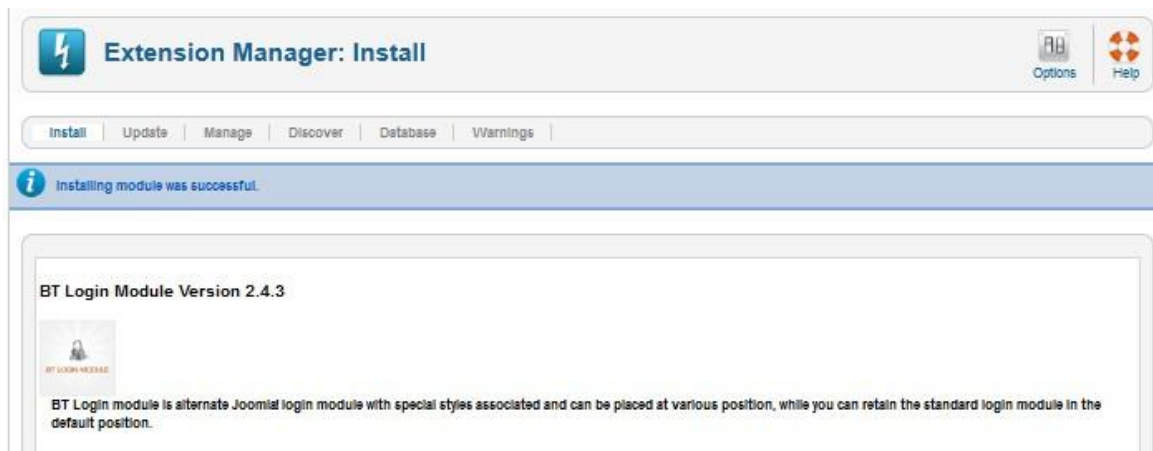 Extension Manager: Install
Options
Help
Install
Update
Manage
Discover
Database
Warnings
Installing module was successful.
BT Login Module Version 2.4.3
BT LOGIN MODULE
BT Login module is alternate Joomla! login module with special styles associated and can be placed at various position, while you can retain the standard login module in the
default position.